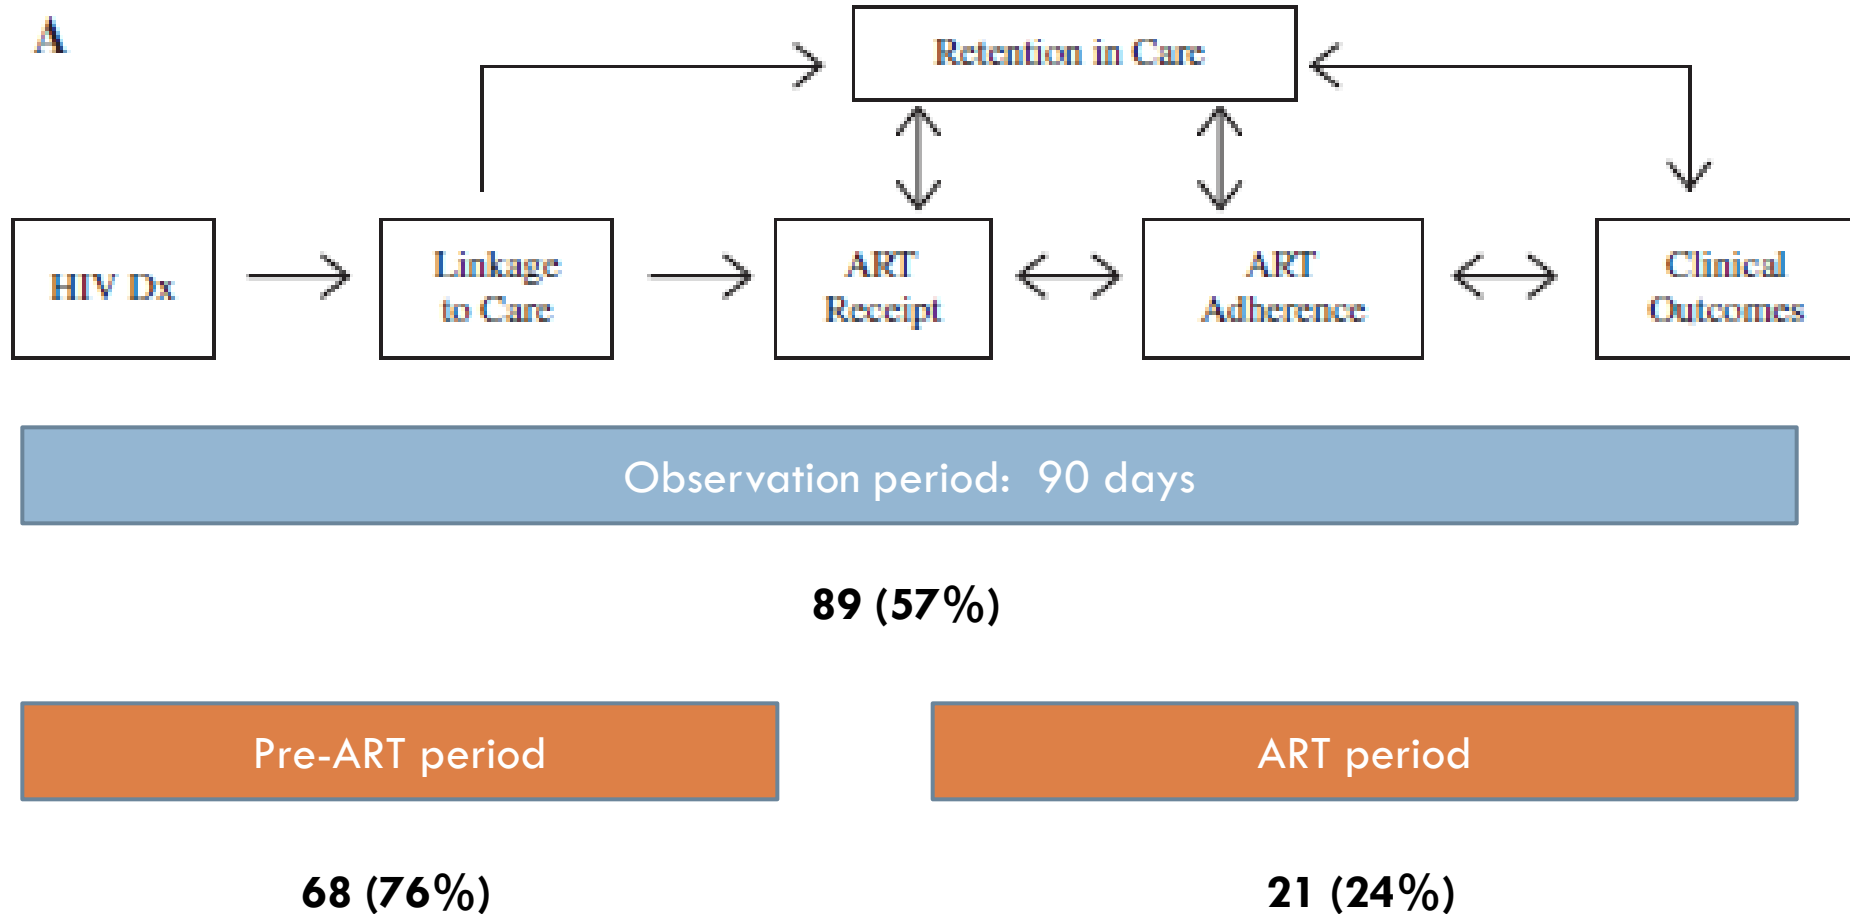 A
Retention in Care
HIV Dx
Linkage
to Care
ART
Receipt
ART
Adherence
Clinical
Outcomes
Observation period:  90 days
89 (57%)
Pre-ART period
ART period
68 (76%)
21 (24%)